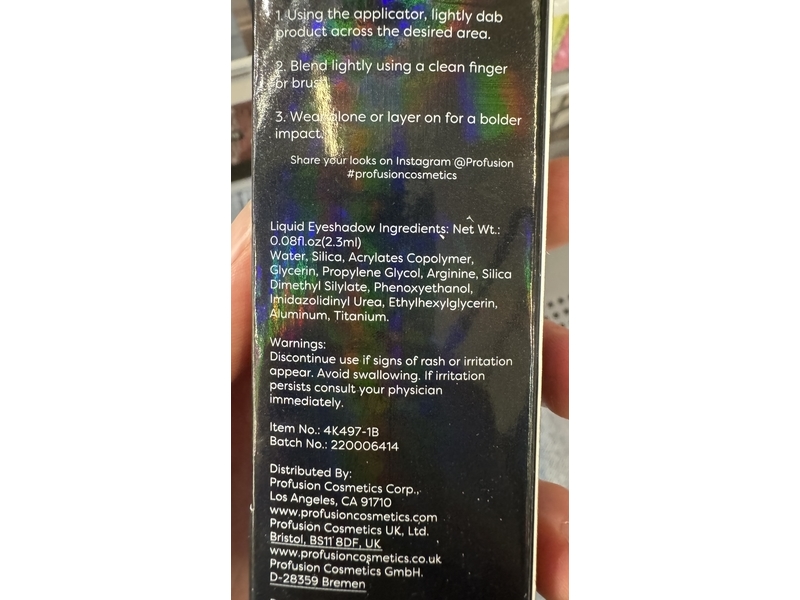 1. Using the applicator, lightly dab
product across the desired area.
2. Blend lightly using a clean finger
or brush
3. Wear alone or layer on for a bolder
impact.
Share your looks on Instagram @Profusion
#profusioncosmetics
Liquid Eyeshadow Ingredients: Net Wt.:
0.08fl.oz(2.3ml)
Water, Silica, Acrylates Copolymer,
Glycerin, Propylene Glycol, Arginine, Silica
Dimethyl Silylate, Phenoxyethanol,
Imidazolidinyl Urea, Ethylhexylglycerin,
Aluminum, Titanium.
Warnings:
Discontinue use if signs of rash or irritation
appear. Avoid swallowing. If irritation
persists consult your physician
immediately.
Item No.: 4K497-1B
Batch No.: 220006414
Distributed By:
Profusion Cosmetics Corp.,
Los Angeles, CA 91710
www.profusioncosmetics.com
Profusion Cosmetics UK, Ltd.
Bristol, BS11 8DF, UK
www.profusioncosmetics.co.uk
Profusion Cosmetics GmbH.
D-28359 Bremen